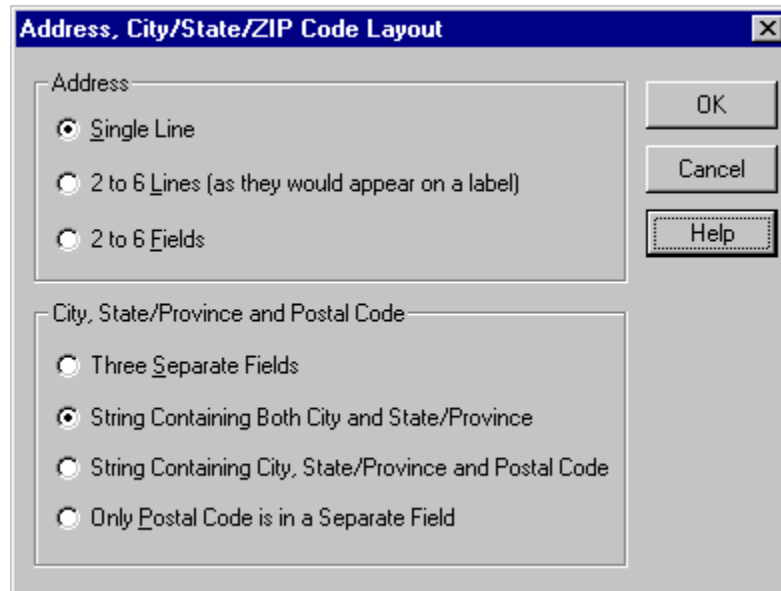 Address, City/State/ZIP Code Layout
Address
Single Line
2 to 6 Lines (as they would appear on a label)
2 to 6 Fields
OK
Cancel
Help
City, State/Province and Postal Code
Three Separate Fields
String Containing Both City and State/Province
String Containing City, State/Province and Postal Code
Only Postal Code is in a Separate Field